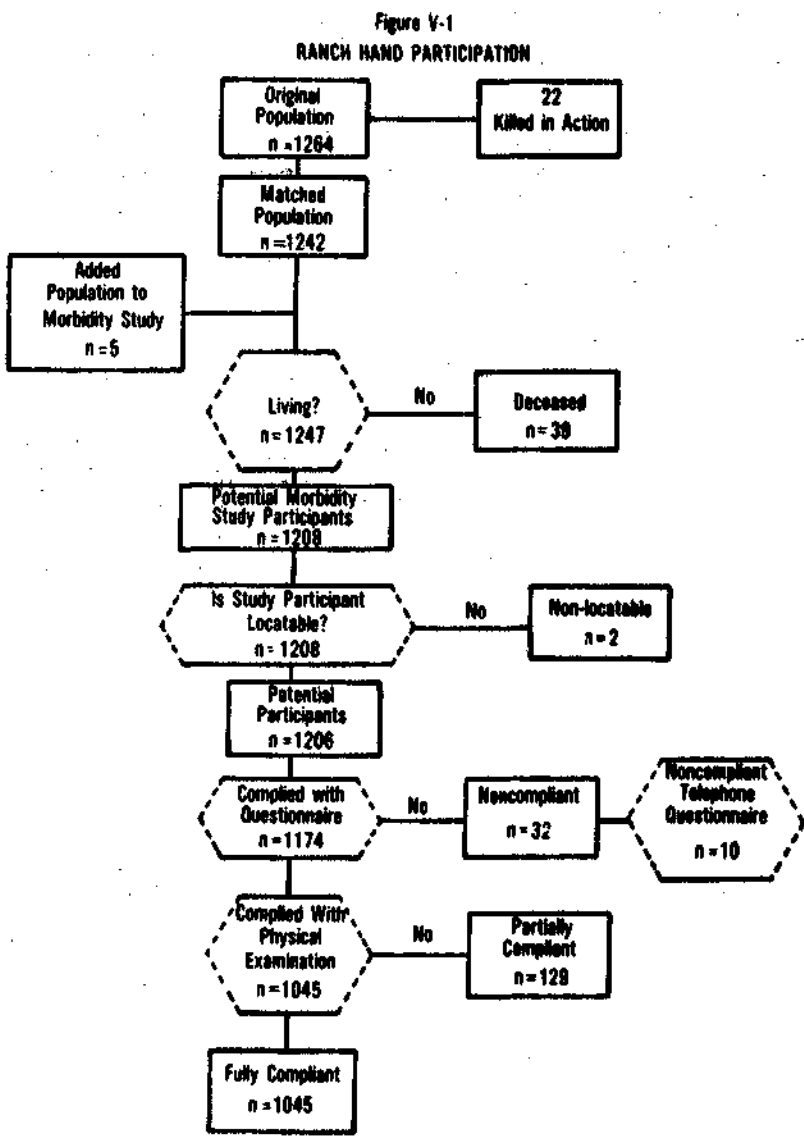 Figure V-1
RANCH HAND PARTICIPATION
Original
Population
n = 1264
22
Killed in Action
Matched
Population
n = 1242
Added
Population to
Morbidity Study
n = 5
Living?
n = 1247
No
Deceased
n = 39
Potential Morbidity
Study Participants
n = 1208
Is Study Participant
Locatable?
n = 1208
No
Non-locatable
n = 2
Potential
Participants
n = 1206
Complied with
Questionnaire
n = 1174
No
Noncompliant
n = 32
Noncompliant
Telephone
Questionnaire
n = 10
Complied With
Physical
Examination
n = 1045
No
Partially
Compliant
n = 129
Fully Compliant
n = 1045